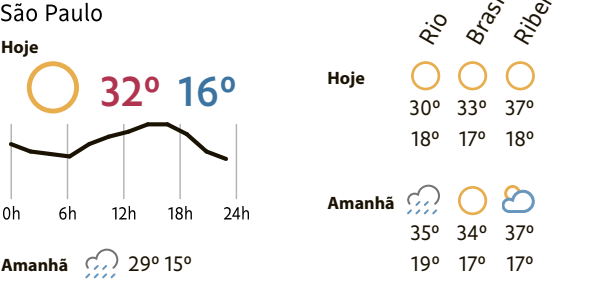 São Paulo
Hoje
32º 16º
0h 6h 12h 18h 24h
Amanhã 29º 15º
Rio
Hoje
30º 33º 37º
18º 17º 18º
Amanhã
35º 34º 37º
19º 17º 17º